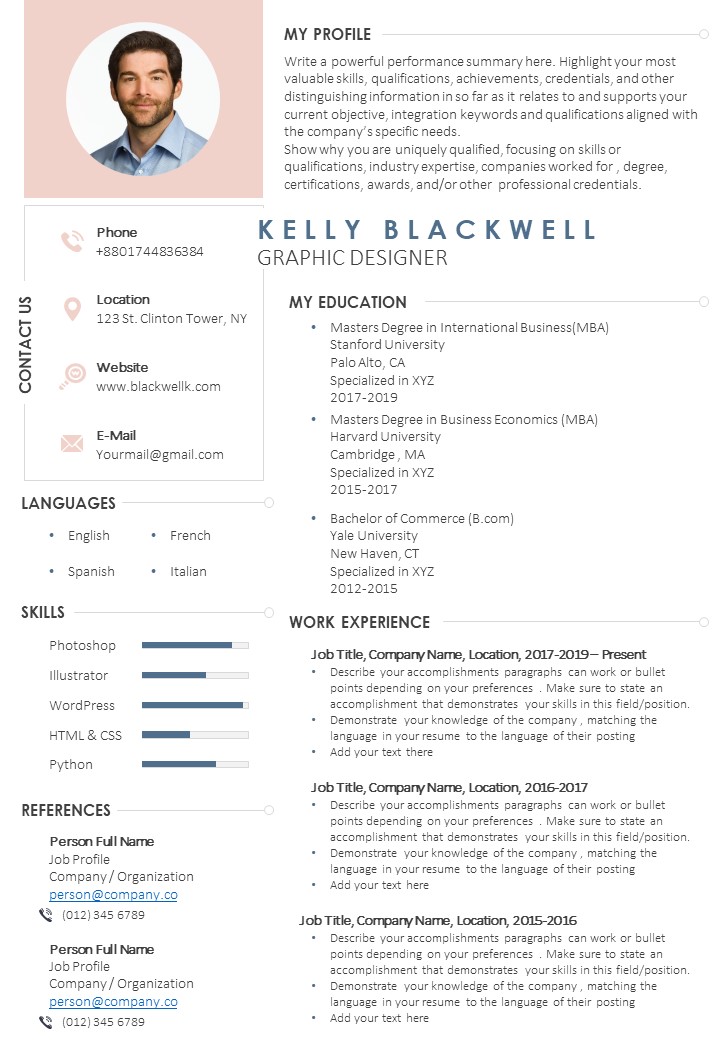 MY PROFILE
Write a powerful performance summary here. Highlight your most
valuable skills, qualifications, achievements, credentials, and other
distinguishing information in so far as it relates to and supports your
current objective, integration keywords and qualifications aligned with
the company's specific needs.
Show why you are uniquely qualified, focusing on skills or
qualifications, industry expertise, companies worked for , degree,
certifications, awards, and/or other professional credentials.
KELLY BLACKWELL
GRAPHIC DESIGNER
CONTACT US
Phone
+8801744836384
Location
123 St. Clinton Tower, NY
Website
www.blackwellk.com
E-Mail
Yourmail@gmail.com
LANGUAGES
• English • French
• Spanish • Italian
SKILLS
Photoshop
Illustrator
WordPress
HTML & CSS
Python
REFERENCES
Person Full Name
Job Profile
Company / Organization
person@company.co
(012) 345 6789
Person Full Name
Job Profile
Company / Organization
person@company.co
(012) 345 6789
MY EDUCATION
• Masters Degree in International Business(MBA)
Stanford University
Palo Alto, CA
Specialized in XYZ
2017-2019
• Masters Degree in Business Economics (MBA)
Harvard University
Cambridge , MA
Specialized in XYZ
2015-2017
• Bachelor of Commerce (B.com)
Yale University
New Haven, CT
Specialized in XYZ
2012-2015
WORK EXPERIENCE
Job Title, Company Name, Location, 2017-2019 – Present
• Describe your accomplishments paragraphs can work or bullet
points depending on your preferences . Make sure to state an
accomplishment that demonstrates your skills in this field/position.
• Demonstrate your knowledge of the company , matching the
language in your resume to the language of their posting
• Add your text here
Job Title, Company Name, Location, 2016-2017
• Describe your accomplishments paragraphs can work or bullet
points depending on your preferences . Make sure to state an
accomplishment that demonstrates your skills in this field/position.
• Demonstrate your knowledge of the company , matching the
language in your resume to the language of their posting
• Add your text here
Job Title, Company Name, Location, 2015-2016
• Describe your accomplishments paragraphs can work or bullet
points depending on your preferences . Make sure to state an
accomplishment that demonstrates your skills in this field/position.
• Demonstrate your knowledge of the company , matching the
language in your resume to the language of their posting
• Add your text here